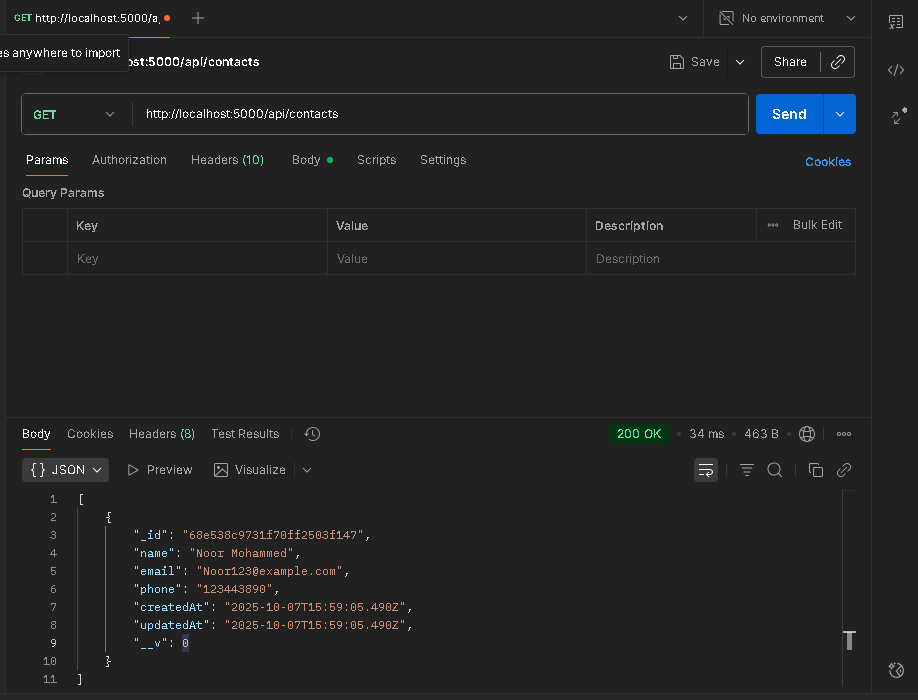 GET http://localhost:5000/a
No environment
es anywhere to import
ost:5000/api/contacts
Save
Share
GET
http://localhost:5000/api/contacts
Send
Params
Authorization
Headers (10)
Body
Scripts
Settings
Cookies
Query Params
Key
Value
Description
Bulk Edit
Key
Value
Description
Body
Cookies
Headers (8)
Test Results
200 OK
34 ms
463 B
{} JSON
Preview
Visualize
1 [
2 {
3 "_id": "68e538c9731f70ff2503f147",
4 "name": "Noor Mohammed",
5 "email": "Noor123@example.com",
6 "phone": "123443890",
7 "createdAt": "2025-10-07T15:59:05.490Z",
8 "updatedAt": "2025-10-07T15:59:05.490Z",
9 "__v": 0
10 }
11 ]